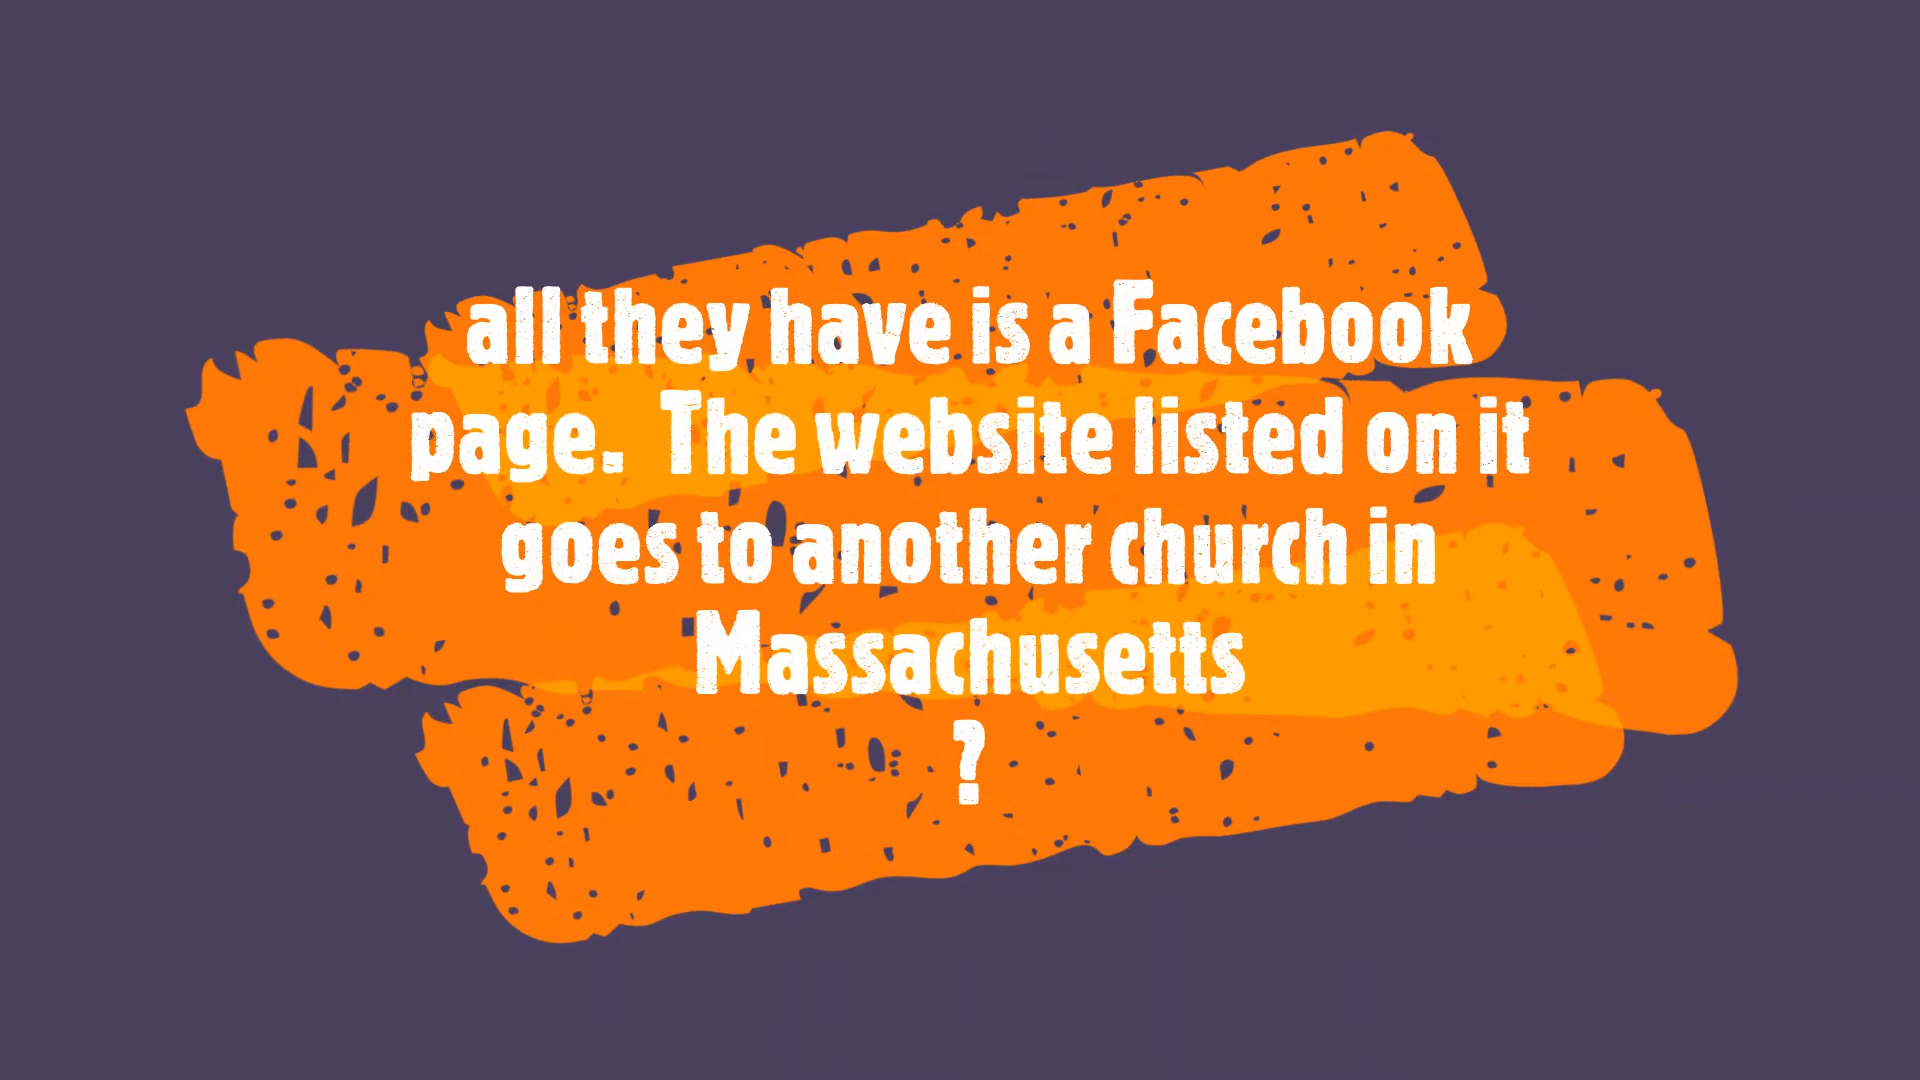 all they have is a Facebook
page.  The website listed on it
goes to another church in
Massachusetts
?